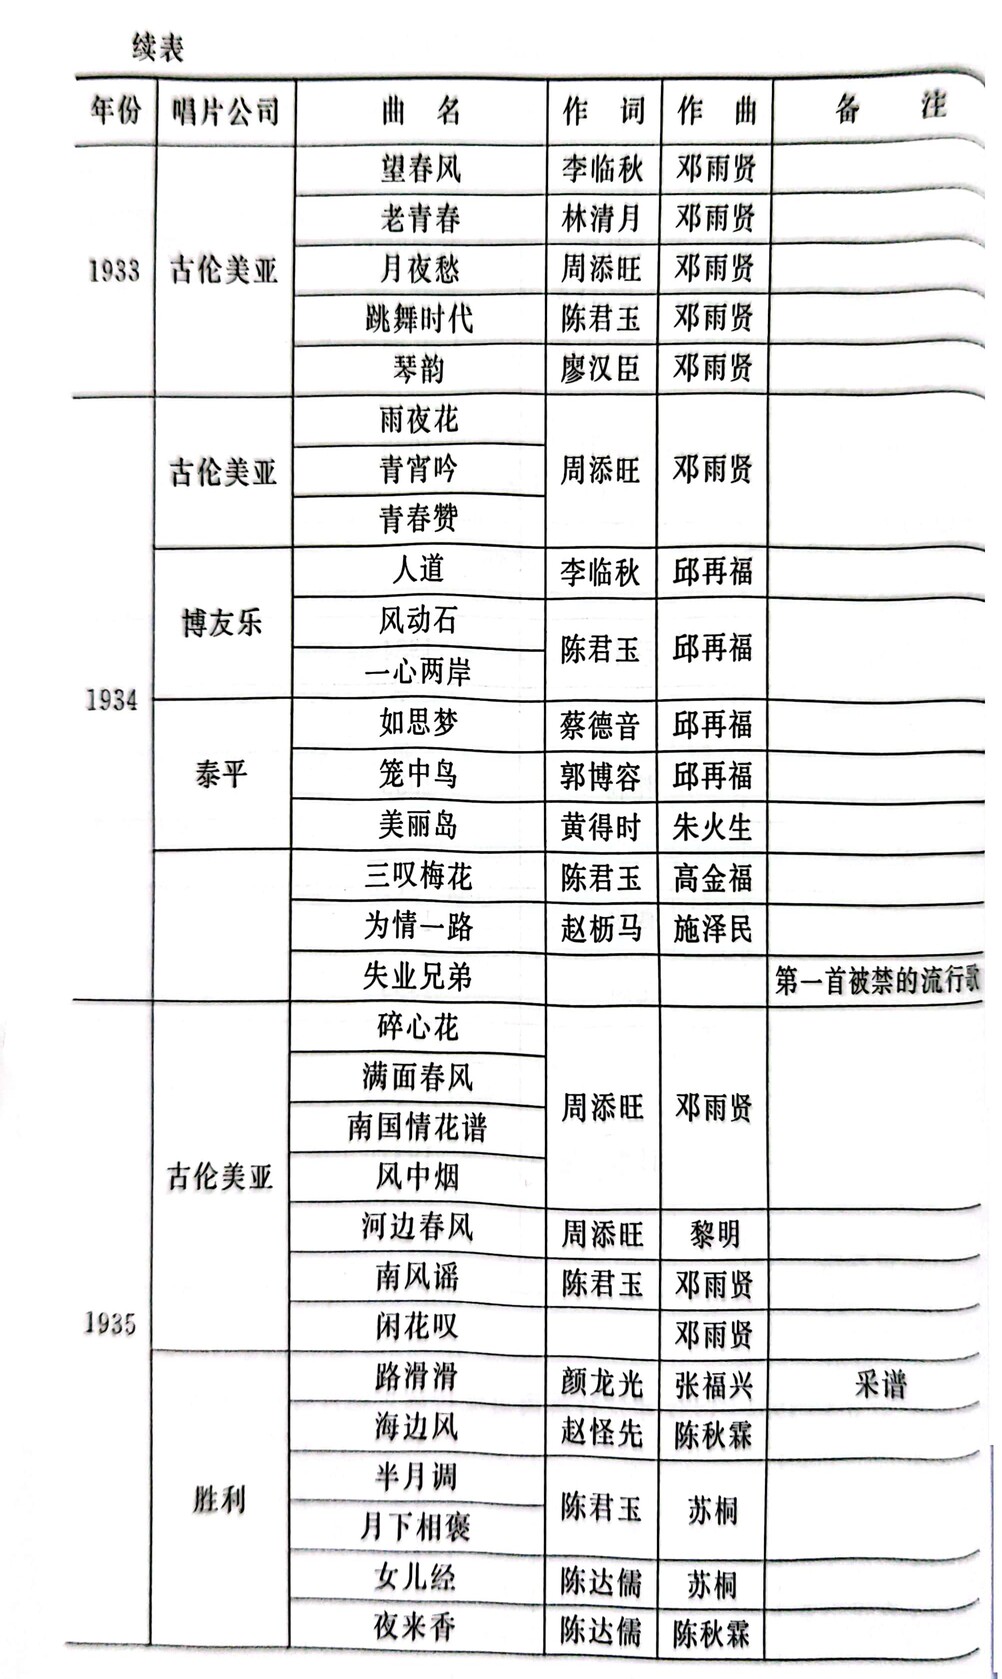 续表
年份 唱片公司 曲 名 作 词 作 曲 备 注
1933 古伦美亚 望春风 李临秋 邓雨贤
老青春 林清月 邓雨贤
月夜愁 周添旺 邓雨贤
跳舞时代 陈君玉 邓雨贤
琴韵 廖汉臣 邓雨贤
1934 古伦美亚 雨夜花 周添旺 邓雨贤
青宵吟
青春赞
博友乐 人道 李临秋 邱再福
风动石 陈君玉 邱再福
一心两岸
泰平 如思梦 蔡德音 邱再福
笼中鸟 郭博容 邱再福
美丽岛 黄得时 朱火生
三叹梅花 陈君玉 高金福
为情一路 赵枥马 施泽民
失业兄弟 第一首被禁的流行歌
1935 古伦美亚 碎心花 周添旺 邓雨贤
满面春风
南国情花谱
风中烟
河边春风 周添旺 黎明
南风谣 陈君玉 邓雨贤
闲花叹 邓雨贤
胜利 路滑滑 颜龙光 张福兴 采谱
海边风 赵怪先 陈秋霖
半月调 陈君玉 苏桐
月下相褒
女儿经 陈达儒 苏桐
夜来香 陈达儒 陈秋霖